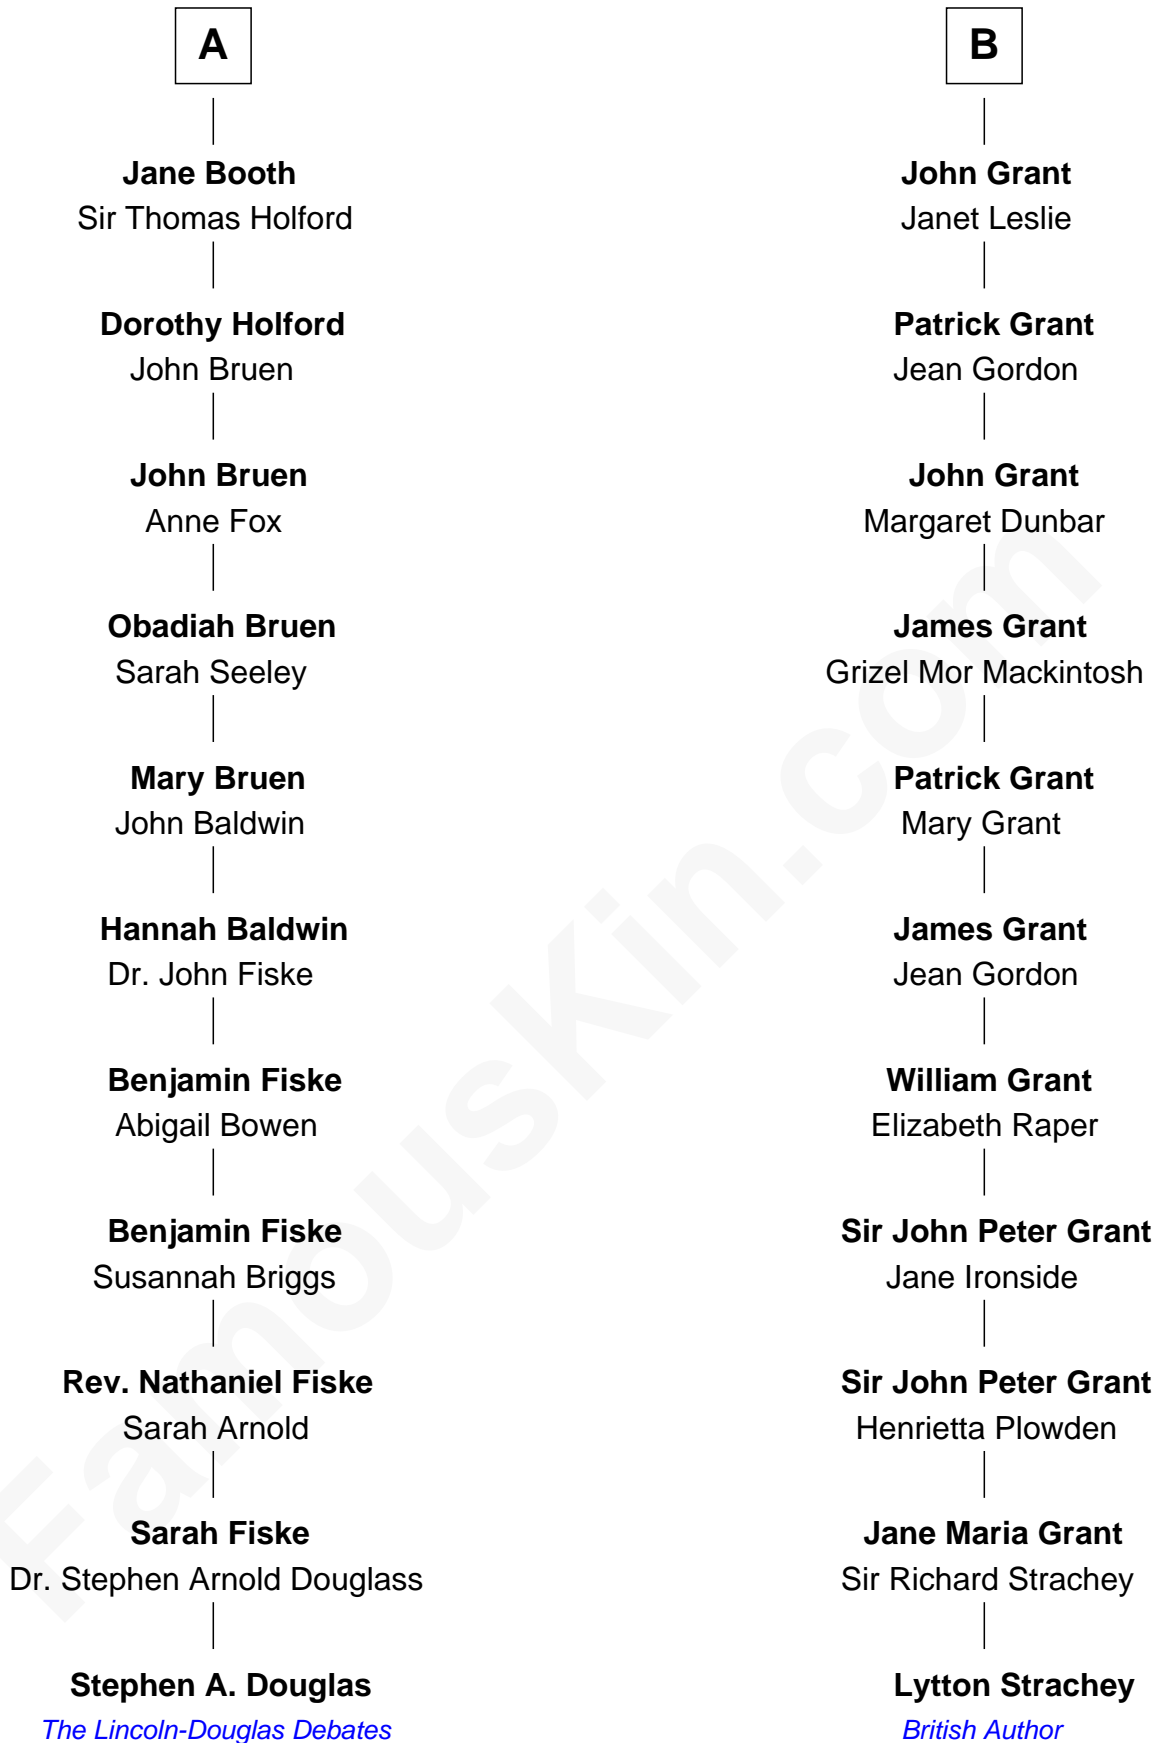 A
Jane Booth
Sir Thomas Holford
Dorothy Holford
John Bruen
John Bruen
Anne Fox
Obadiah Bruen
Sarah Seeley
Mary Bruen
John Baldwin
Hannah Baldwin
Dr. John Fiske
Benjamin Fiske
Abigail Bowen
Benjamin Fiske
Susannah Briggs
Rev. Nathaniel Fiske
Sarah Arnold
Sarah Fiske
Dr. Stephen Arnold Douglass
Stephen A. Douglas
The Lincoln-Douglas Debates
B
John Grant
Janet Leslie
Patrick Grant
Jean Gordon
John Grant
Margaret Dunbar
James Grant
Grizel Mor Mackintosh
Patrick Grant
Mary Grant
James Grant
Jean Gordon
William Grant
Elizabeth Raper
Sir John Peter Grant
Jane Ironside
Sir John Peter Grant
Henrietta Plowden
Jane Maria Grant
Sir Richard Strachey
Lytton Strachey
British Author
FamousKin.com